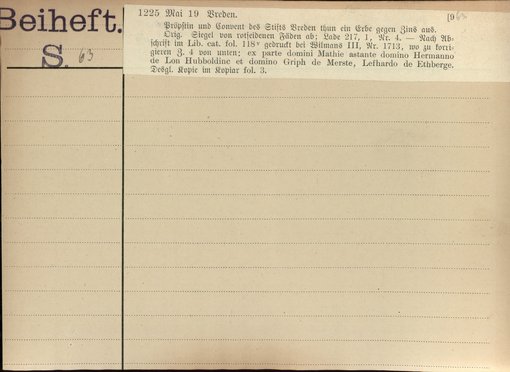 Beiheft.
S. 63
1225 Mai 19 Vreden.
[9 63
Pröpstin und Convent des Stifts Vreden thun ein Erbe gegen Zins aus.
Orig. Siegel von rotseidenen Fäden ab; Lade 217, 1, Nr. 4. — Nach Ab-
schrift im Lib. cat. fol. 118v gedruckt bei Wilmans III, Nr. 1713, wo zu korri-
gieren Z. 4 von unten: ex parte domini Mathie astante domino Hermanno
de Lon Hubboldine et domino Griph de Merste, Lefhardo de Ethberge.
Desgl. Kopie im Kopiar fol. 3.